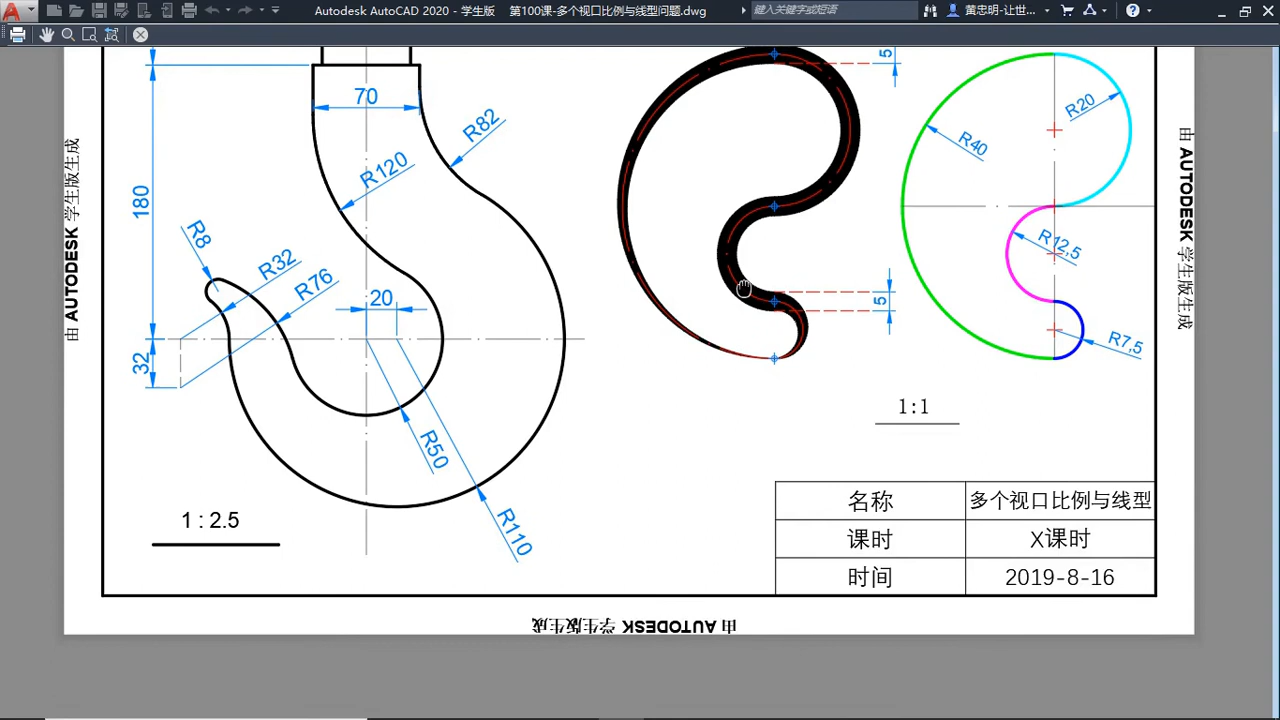 Autodesk AutoCAD 2020 - 学生版 第100课-多个视口比例与线型问题.dwg
键入关键字或短语
黄忠明-让世...
70
R82
R120
180
R8
R32
R76
20
32
R50
R110
1 : 2.5
5
5
R20
R40
R12,5
R7,5
1:1
名称 多个视口比例与线型
课时 X课时
时间 2019-8-16
由 AUTODESK 学生版生成
由 AUTODESK 学生版生成
由 AUTODESK 学生版生成